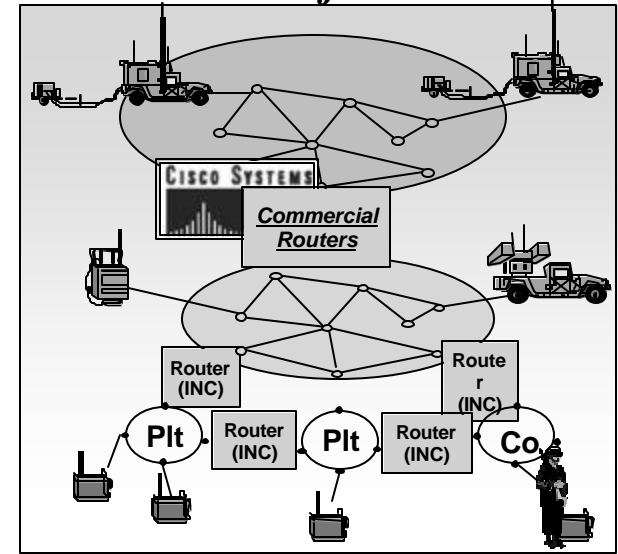 CISCO SYSTEMS
Commercial
Routers
Router
(INC)
Route
r
(INC)
Plt
Router
(INC)
Plt
Router
(INC)
Co